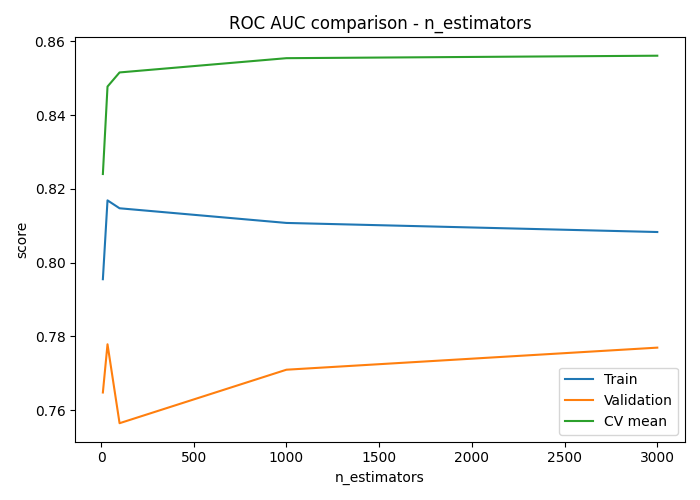 ROC AUC comparison - n_estimators
score
0.86
0.84
0.82
0.80
0.78
0.76
Train
Validation
CV mean
0
500
1000
1500
2000
2500
3000
n_estimators